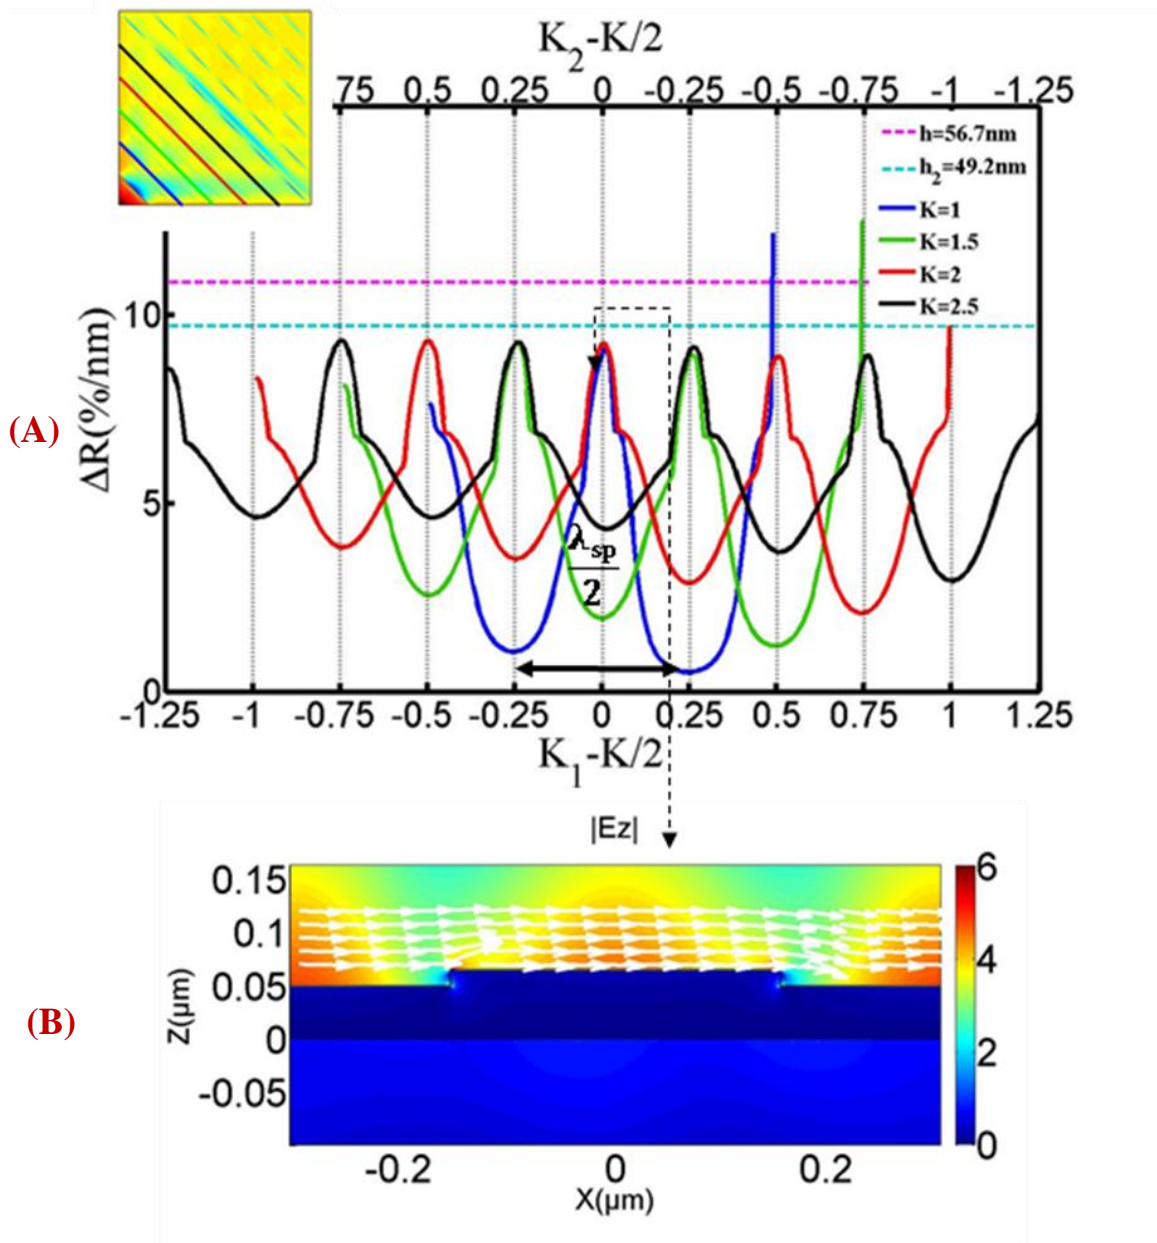 K₂-K/2
.75 0.5 0.25 0 -0.25 -0.5 -0.75 -1 -1.25
h=56.7nm
h₂=49.2nm
K=1
K=1.5
K=2
K=2.5
10
5
0
ΔR(%/nm)
(A)
λsp
2
-1.25 -1 -0.75 -0.5 -0.25 0 0.25 0.5 0.75 1 1.25
K₁-K/2
|Ez|
0.15
0.1
0.05
0
-0.05
Z(μm)
(B)
6
4
2
0
-0.2 0 0.2
X(μm)